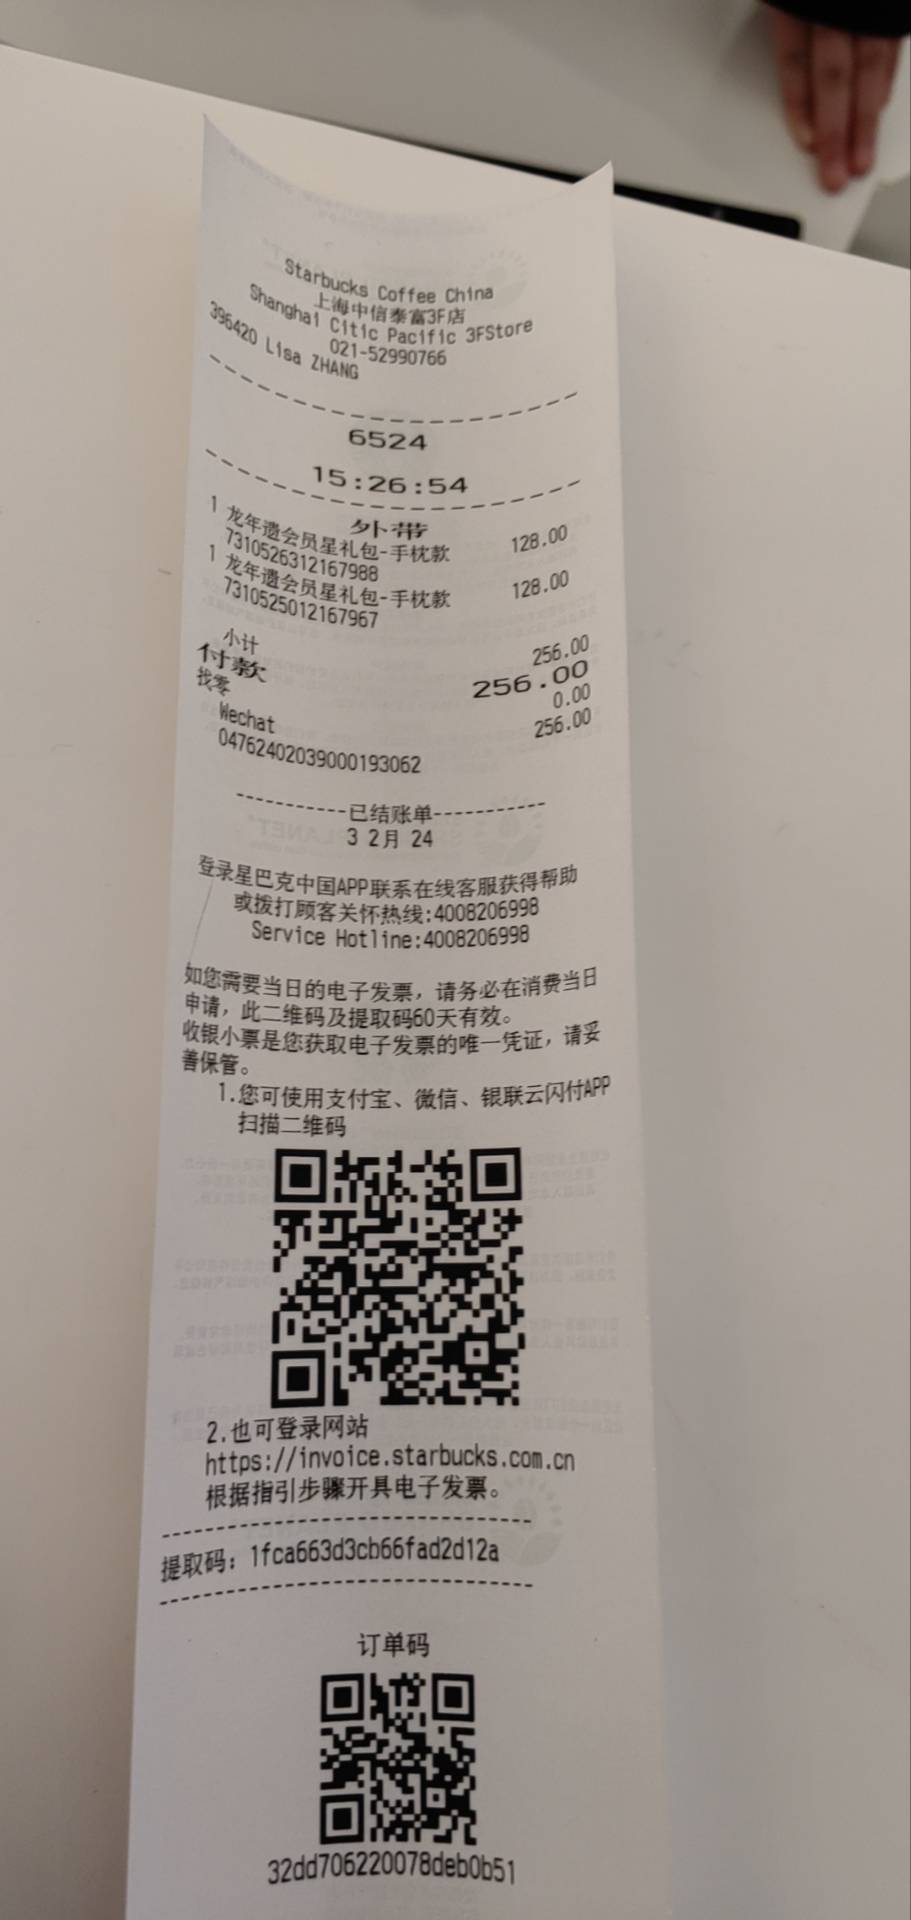 Starbucks Coffee China
上海中信泰富3F店
Shanghai Citic Pacific 3FStore
021-52990766
396420 Lisa ZHANG
6524
15:26:54
外带
1 龙年遗会员星礼包-手枕款 128.00
7310526312167988
1 龙年遗会员星礼包-手枕款 128.00
7310525012167967
小计 256.00
付款 256.00
找零 0.00
Wechat 256.00
04762402039000193062
-----------已结账单-----------
3 2月 24
登录星巴克中国APP联系在线客服获得帮助
或拨打顾客关怀热线:4008206998
Service Hotline:4008206998
如您需要当日的电子发票，请务必在消费当日
申请，此二维码及提取码60天有效。
收银小票是您获取电子发票的唯一凭证，请妥
善保管。
1.您可使用支付宝、微信、银联云闪付APP
扫描二维码
2.也可登录网站
https://invoice.starbucks.com.cn
根据指引步骤开具电子发票。
提取码: 1fca663d3cb66fad2d12a
订单码
32dd706220078deb0b51